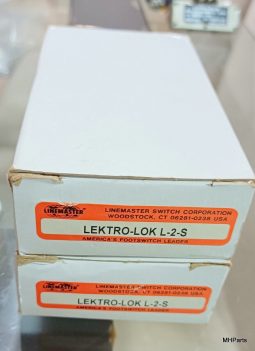 LINEMASTER
LINEMASTER SWITCH CORPORATION
WOODSTOCK, CT 06281-0238 USA
LEKTRO-LOK L-2-S
AMERICA'S FOOTSWITCH LEADER
LINEMASTER
LINEMASTER SWITCH CORPORATION
WOODSTOCK, CT 06281-0238 USA
LEKTRO-LOK L-2-S
AMERICA'S FOOTSWITCH LEADER
MHParts